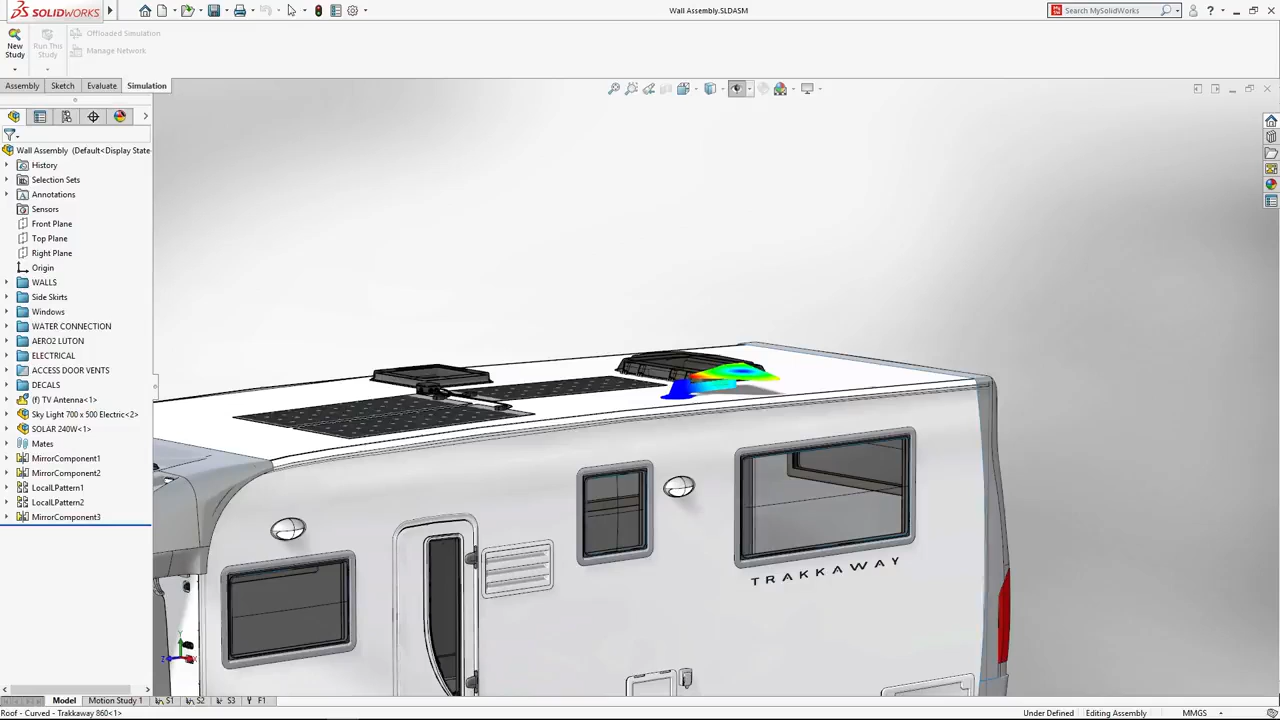 SOLIDWORKS
Wall Assembly.SLDASM
Search MySolidWorks
New Study
Run This Study
Offloaded Simulation
Manage Network
Assembly
Sketch
Evaluate
Simulation
Wall Assembly (Default<Display State
History
Selection Sets
Annotations
Sensors
Front Plane
Top Plane
Right Plane
Origin
WALLS
Side Skirts
Windows
WATER CONNECTION
AERO2 LUTON
ELECTRICAL
ACCESS DOOR VENTS
DECALS
(f) TV Antenna<1>
Sky Light 700 x 500 Electric<2>
SOLAR 240W<1>
Mates
MirrorComponent1
MirrorComponent2
LocalLPattern1
LocalLPattern2
MirrorComponent3
TRAKKAWAY
Y
Z
X
Model
Motion Study 1
S1
S2
S3
F1
Roof - Curved - Trakkaway 860<1>
Under Defined
Editing Assembly
MMGS